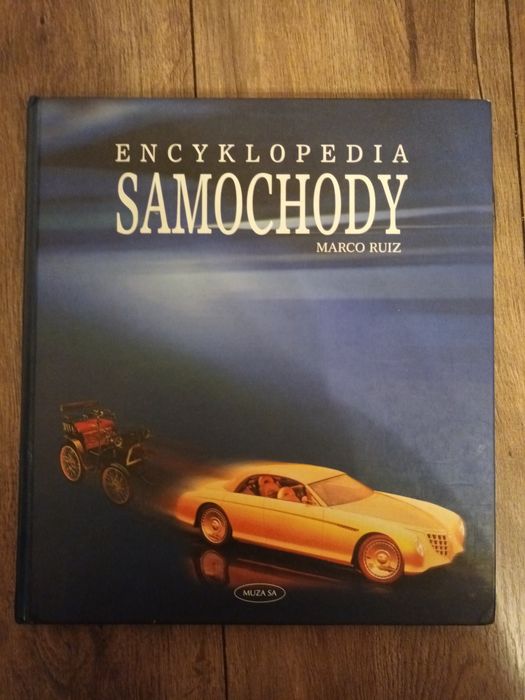 ENCYKLOPEDIA
SAMOCHODY
MARCO RUIZ
MUZA SA